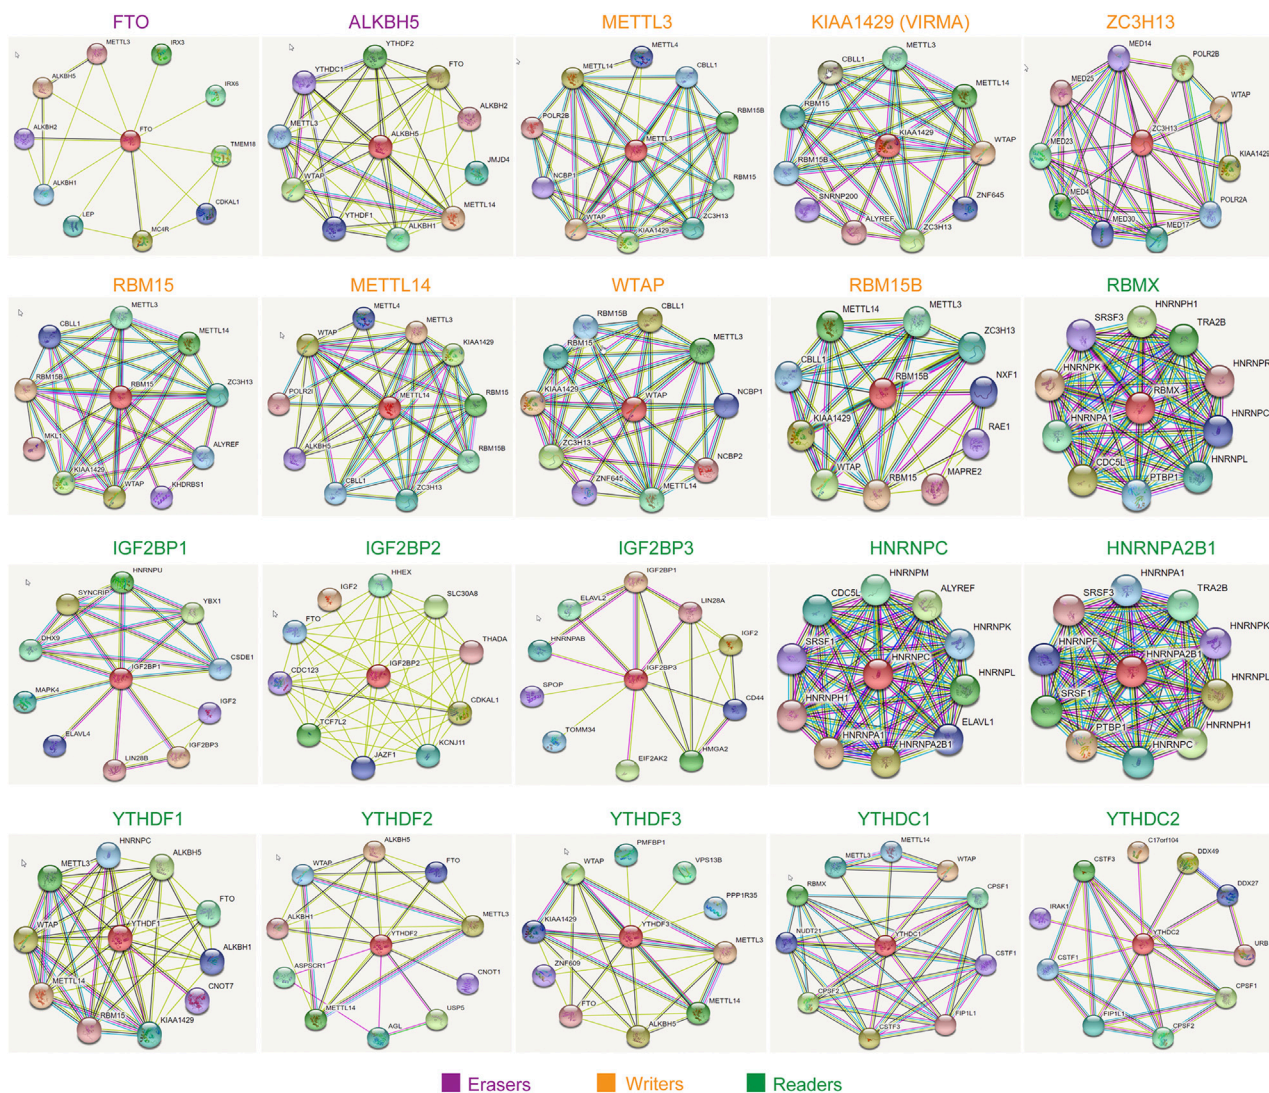 FTO
METTL3
IRX3
ALKBH5
IRX6
ALKBH2
FTO
TMEM18
ALKBH1
CDKAL1
LEP
MC4R
ALKBH5
YTHDF2
YTHDC1
FTO
ALKBH2
METTL3
ALKBH5
JMJD4
WTAP
METTL14
YTHDF1
ALKBH1
METTL3
METTL4
METTL14
CBLL1
RBM15B
POLR2B
METTL3
NCBP1
RBM15
WTAP
ZC3H13
KIAA1429
KIAA1429 (VIRMA)
METTL3
CBLL1
METTL14
RBM15
KIAA1429
WTAP
RBM15B
SNRNP200
ZNF645
ALYREF
ZC3H13
ZC3H13
MED14
POLR2B
MED25
WTAP
ZC3H13
MED23
KIAA1429
MED4
POLR2A
MED30
MED17
RBM15
METTL3
CBLL1
METTL14
RBM15B
RBM15
ZC3H13
MKL1
ALYREF
KIAA1429
WTAP
KHDRBS1
METTL14
METTL4
WTAP
METTL3
KIAA1429
POLR2I
METTL14
RBM15
ALKBH5
RBM15B
CBLL1
ZC3H13
WTAP
RBM15B
CBLL1
RBM15
METTL3
KIAA1429
WTAP
NCBP1
ZC3H13
NCBP2
ZNF645
METTL14
RBM15B
METTL14
METTL3
ZC3H13
CBLL1
RBM15B
NXF1
KIAA1429
RAE1
WTAP
RBM15
MAPRE2
RBMX
HNRNPH1
SRSF3
TRA2B
HNRNPK
HNRNPR
RBMX
HNRNPA1
HNRNPC
CDC5L
PTBP1
HNRNPL
IGF2BP1
HNRNPU
SYNCRIP
YBX1
DHX9
IGF2BP1
CSDE1
MAPK4
IGF2
ELAVL4
LIN28B
IGF2BP3
IGF2BP2
HHEX
IGF2
SLC30A8
FTO
THADA
CDC123
IGF2BP2
CDKAL1
TCF7L2
KCNJ11
JAZF1
IGF2BP3
IGF2BP1
ELAVL2
LIN28A
HNRNPAB
IGF2
IGF2BP3
SPOP
CD44
TOMM34
HMGA2
EIF2AK2
HNRNPC
HNRNPM
CDC5L
ALYREF
SRSF1
HNRNPK
HNRNPC
HNRNPL
HNRNPH1
ELAVL1
HNRNPA1
HNRNPA2B1
HNRNPA2B1
HNRNPA1
SRSF3
TRA2B
HNRNPF
HNRNPK
HNRNPA2B1
HNRNPL
SRSF1
PTBP1
HNRNPH1
HNRNPC
YTHDF1
HNRNPC
METTL3
ALKBH5
FTO
WTAP
YTHDF1
ALKBH1
METTL14
CNOT7
RBM15
KIAA1429
YTHDF2
ALKBH5
WTAP
FTO
ALKBH1
METTL3
YTHDF2
ASPSCR1
CNOT1
METTL14
USP5
AGL
YTHDF3
PMFBP1
WTAP
VPS13B
PPP1R35
KIAA1429
YTHDF3
METTL3
ZNF609
METTL14
FTO
ALKBH5
YTHDC1
METTL14
METTL3
WTAP
RBMX
CPSF1
NUDT21
YTHDC1
CSTF1
CPSF2
FIP1L1
CSTF3
YTHDC2
C17orf104
CSTF3
DDX49
DDX27
IRAK1
YTHDC2
URB
CSTF1
CPSF1
FIP1L1
CPSF2
Erasers
Writers
Readers